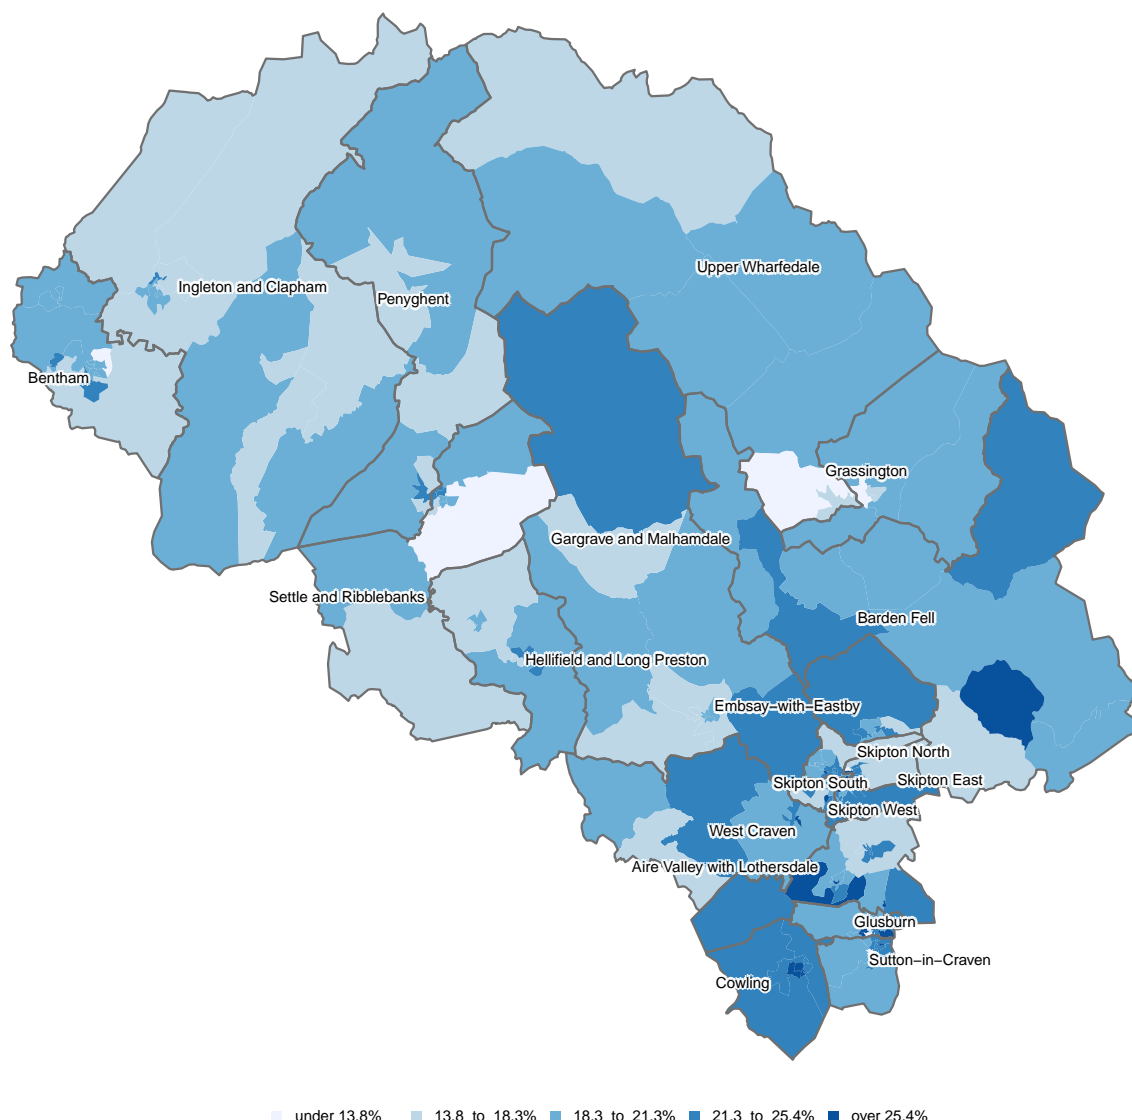 Upper Wharfedale
Ingleton and Clapham
Penyghent
Bentham
Grassington
Gargrave and Malhamdale
Settle and Ribblebanks
Barden Fell
Hellifield and Long Preston
Embsay–with–Eastby
Skipton North
Skipton South
Skipton East
Skipton West
West Craven
Aire Valley with Lothersdale
Glusburn
Sutton–in–Craven
Cowling
under 13.8% 13.8 to 18.3% 18.3 to 21.3% 21.3 to 25.4% over 25.4%